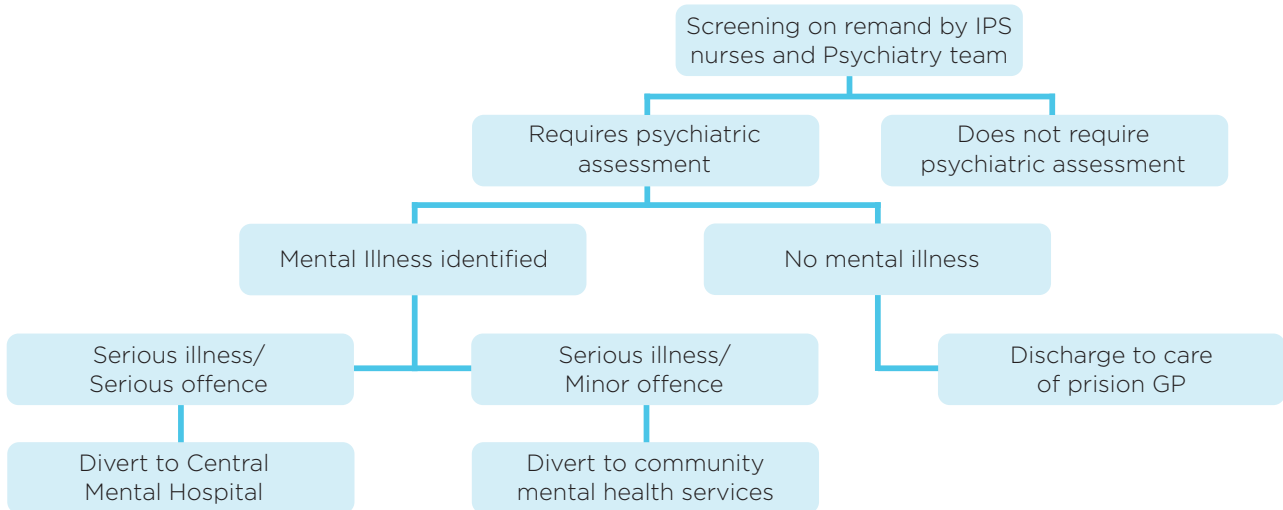 Screening on remand by IPS
nurses and Psychiatry team
Requires psychiatric
assessment
Does not require
psychiatric assessment
Mental Illness identified
No mental illness
Serious illness/
Serious offence
Serious illness/
Minor offence
Discharge to care
of prision GP
Divert to Central
Mental Hospital
Divert to community
mental health services